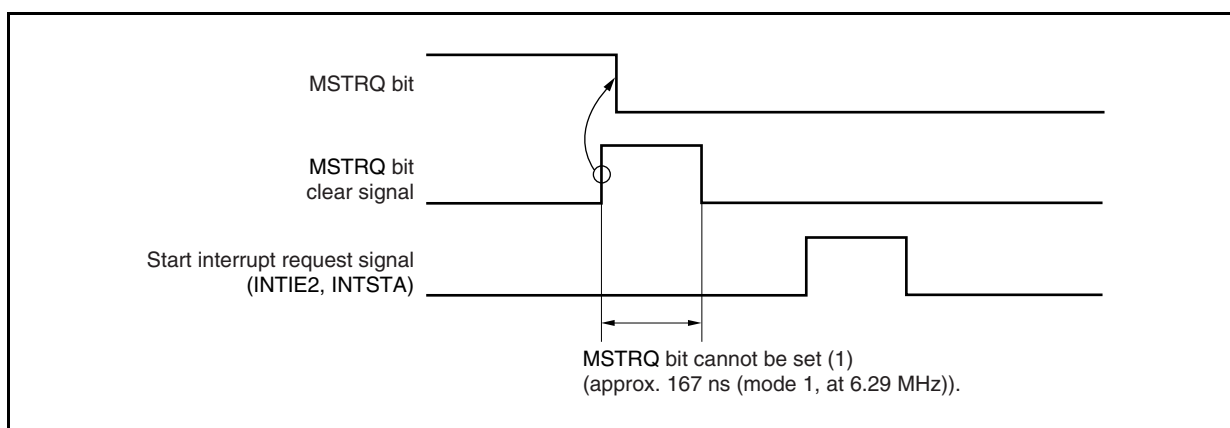 MSTRQ bit
MSTRQ bit
clear signal
Start interrupt request signal
(INTIE2, INTSTA)
MSTRQ bit cannot be set (1)
(approx. 167 ns (mode 1, at 6.29 MHz)).